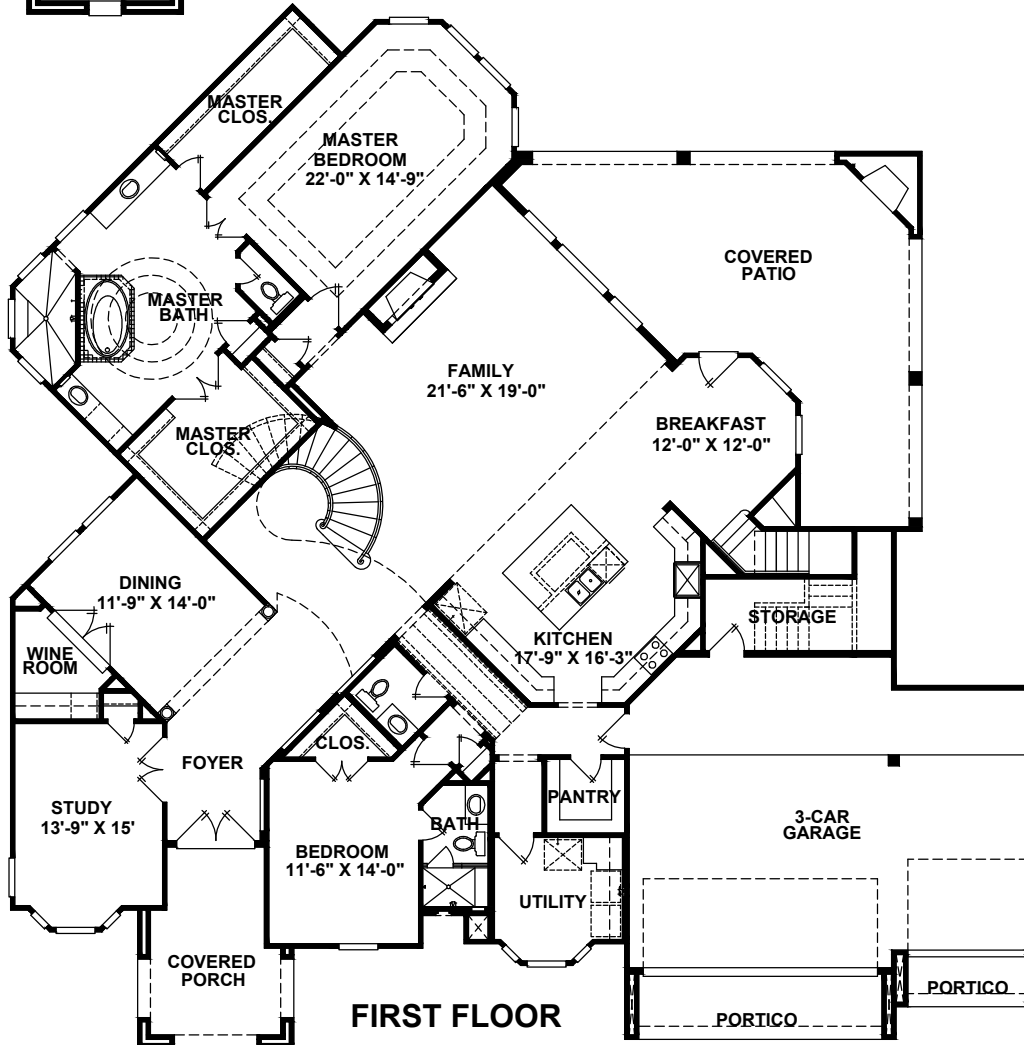 MASTER
CLOS.
MASTER
BEDROOM
22'-0" X 14'-9"
COVERED
PATIO
MASTER
BATH
FAMILY
21'-6" X 19'-0"
BREAKFAST
12'-0" X 12'-0"
MASTER
CLOS.
DINING
11'-9" X 14'-0"
WINE
ROOM
KITCHEN
17'-9" X 16'-3"
STORAGE
CLOS.
FOYER
STUDY
13'-9" X 15'
PANTRY
3-CAR
GARAGE
BATH
BEDROOM
11'-6" X 14'-0"
UTILITY
COVERED
PORCH
FIRST FLOOR
PORTICO
PORTICO